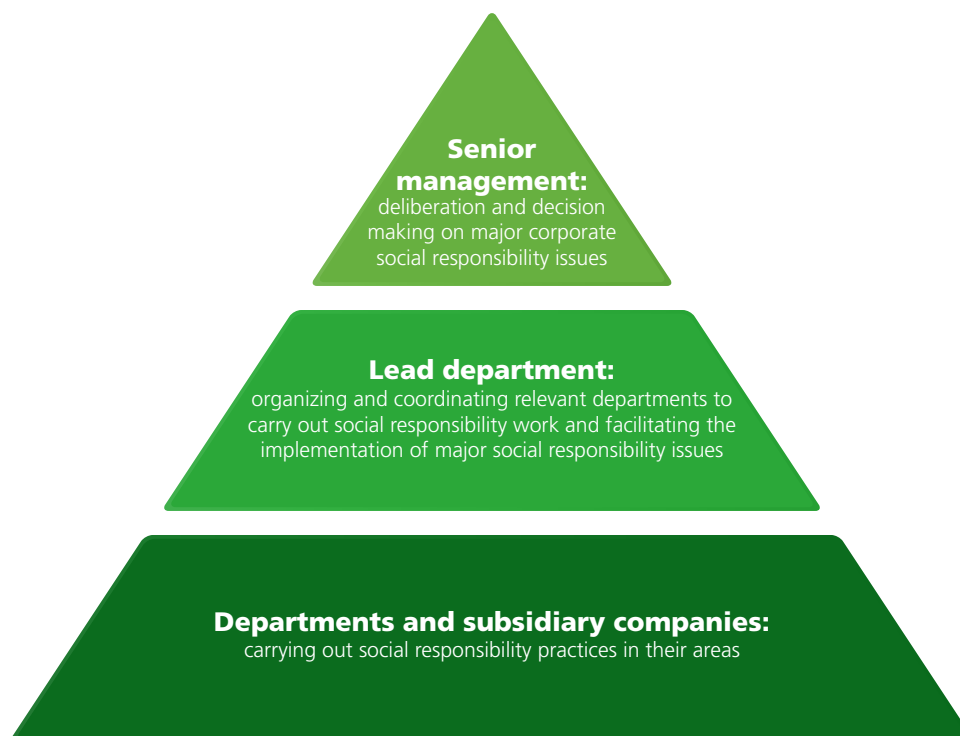 Senior
management:
deliberation and decision
making on major corporate
social responsibility issues
Lead department:
organizing and coordinating relevant departments to
carry out social responsibility work and facilitating the
implementation of major social responsibility issues
Departments and subsidiary companies:
carrying out social responsibility practices in their areas